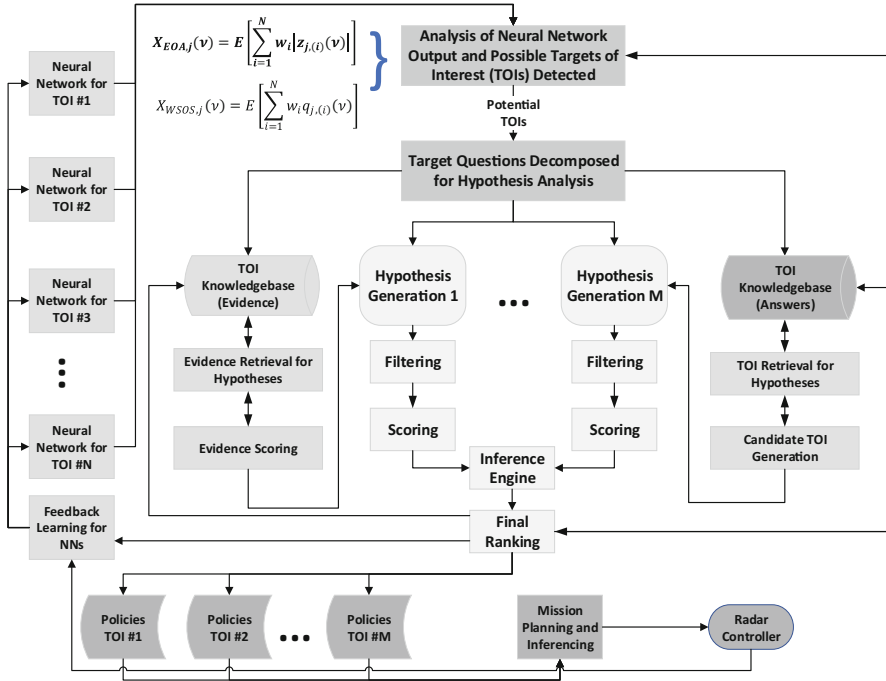 X_{EOA,j}(ν) = E[∑_{i=1}^{N} w_i|z_{j,(i)}(ν)|]
X_{WSOS,j}(ν) = E[∑_{i=1}^{N} w_i q_{j,(i)}(ν)]
Analysis of Neural Network
Output and Possible Targets of
Interest (TOIs) Detected
Potential
TOIs
Target Questions Decomposed
for Hypothesis Analysis
Neural
Network for
TOI #1
Neural
Network for
TOI #2
Neural
Network for
TOI #3
Neural
Network for
TOI #N
Feedback
Learning for
NNs
TOI
Knowledgebase
(Evidence)
Evidence Retrieval for
Hypotheses
Evidence Scoring
Hypothesis
Generation 1
Filtering
Scoring
...
Hypothesis
Generation M
Filtering
Scoring
TOI
Knowledgebase
(Answers)
TOI Retrieval for
Hypotheses
Candidate TOI
Generation
Inference
Engine
Final
Ranking
Policies
TOI #1
Policies
TOI #2
...
Policies
TOI #M
Mission
Planning and
Inferencing
Radar
Controller